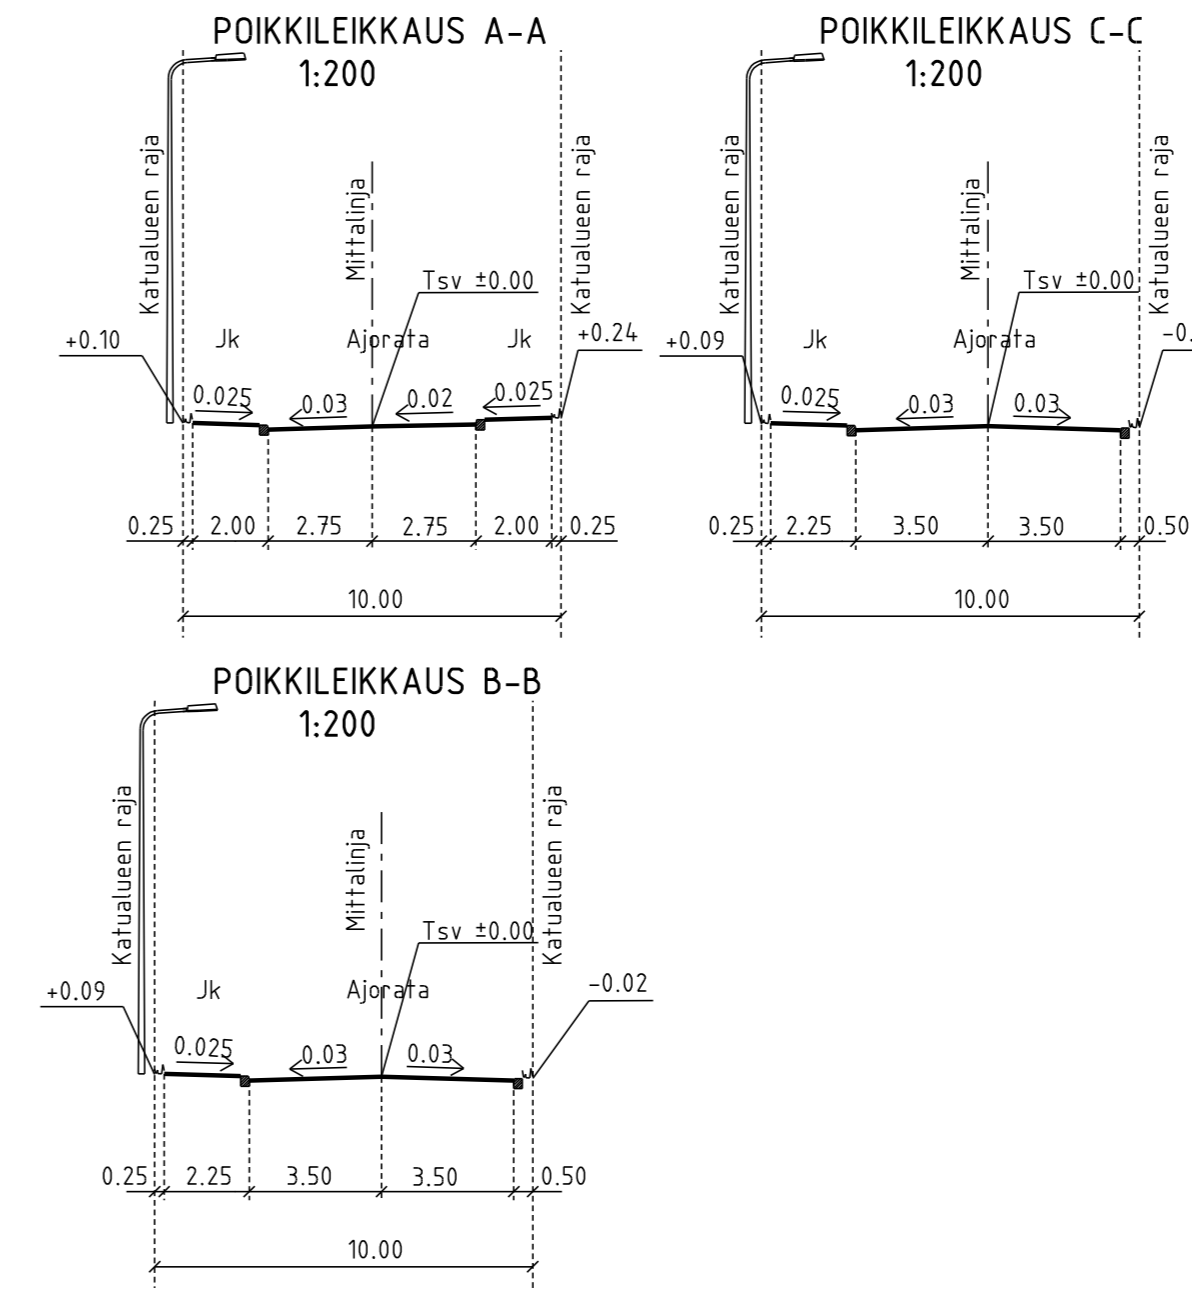 POIKKILEIKKAUS A-A
1:200
Katualueen raja
Mittalinja
Katualueen raja
Tsv ±0.00
+0.10
Jk
Ajorata
Jk
+0.24
0.025
0.03
0.02
0.025
0.25 2.00 2.75 2.75 2.00 0.25
10.00
POIKKILEIKKAUS C-C
1:200
Katualueen raja
Mittalinja
Katualueen raja
Tsv ±0.00
+0.09
Jk
Ajorata
-0.
0.025
0.03
0.03
0.25 2.25 3.50 3.50 0.50
10.00
POIKKILEIKKAUS B-B
1:200
Katualueen raja
Mittalinja
Katualueen raja
Tsv ±0.00
+0.09
Jk
Ajorata
-0.02
0.025
0.03
0.03
0.25 2.25 3.50 3.50 0.50
10.00